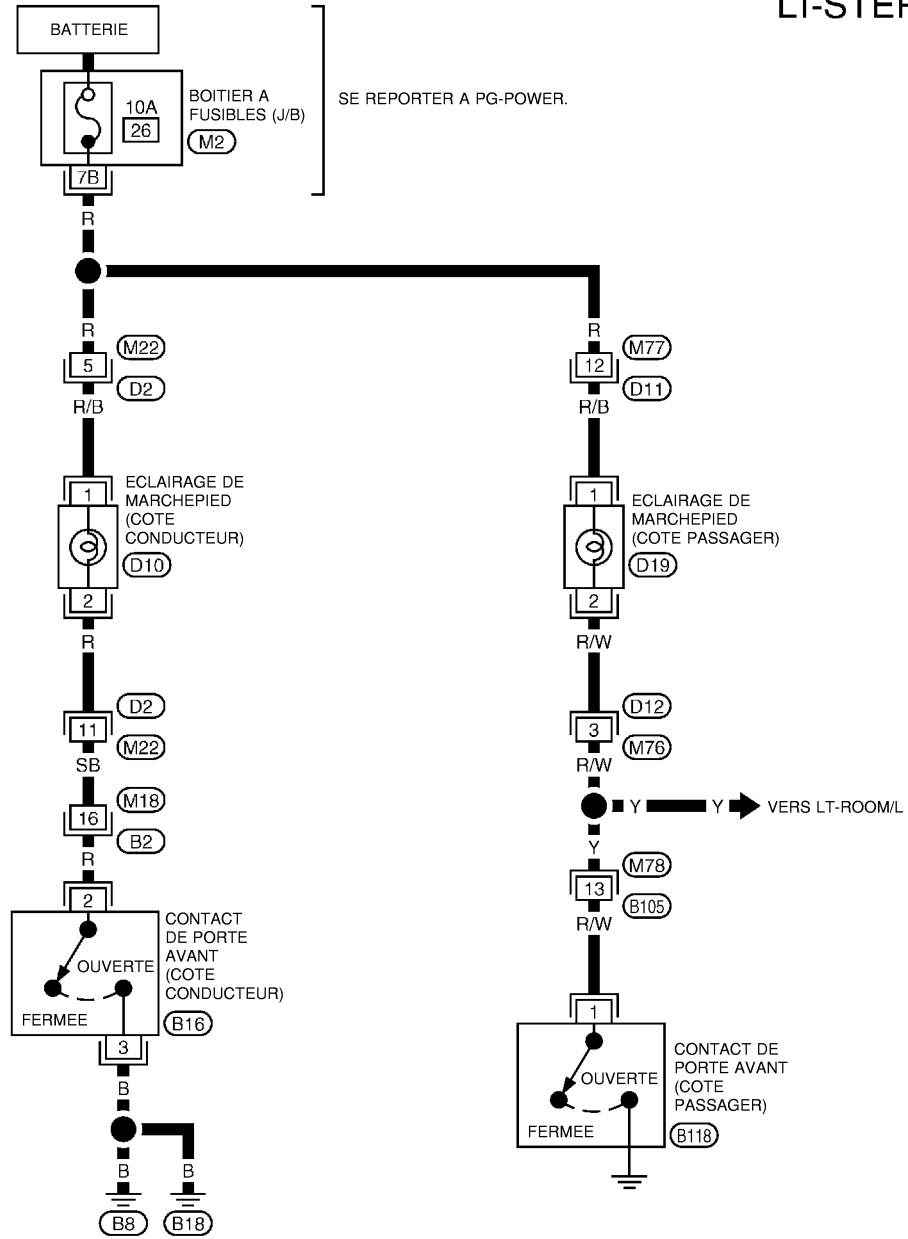 LT-STEP
BATTERIE
10A
26
BOITIER A
FUSIBLES (J/B)
M2
SE REPORTER A PG-POWER.
7B
R
R
R
5
M22
12
M77
D2
D11
R/B
R/B
1
ECLAIRAGE DE
MARCHEPIED
(COTE
CONDUCTEUR)
D10
1
ECLAIRAGE DE
MARCHEPIED
(COTE PASSAGER)
D19
2
2
R
R/W
11
D2
M22
3
D12
M76
SB
R/W
16
M18
B2
Y
Y
VERS LT-ROOM/L
R
Y
13
M78
B105
R/W
2
CONTACT
DE PORTE
AVANT
(COTE
CONDUCTEUR)
B16
OUVERTE
FERMEE
3
1
CONTACT DE
PORTE AVANT
(COTE
PASSAGER)
B118
OUVERTE
FERMEE
B
B
B
B8
B18